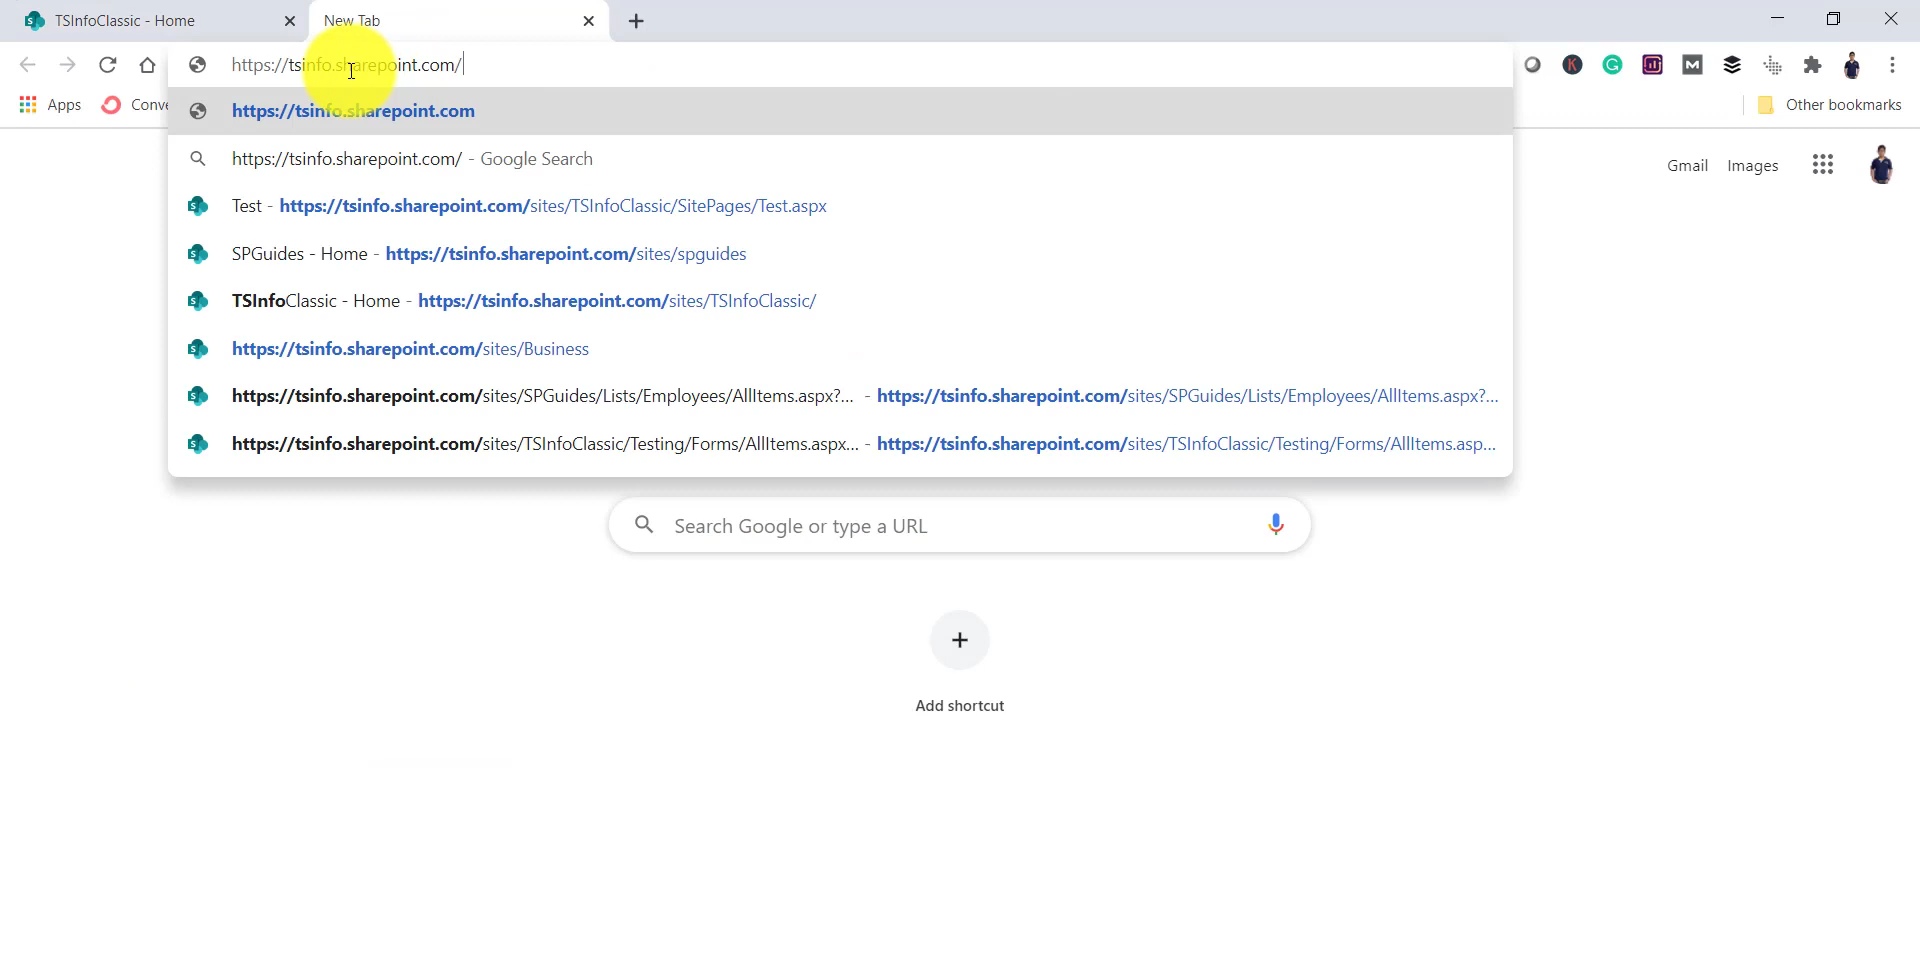 TSInfoClassic - Home
New Tab
https://tsinfo.sharepoint.com/
Apps
Conve
Other bookmarks
https://tsinfo.sharepoint.com
https://tsinfo.sharepoint.com/ - Google Search
Test - https://tsinfo.sharepoint.com/sites/TSInfoClassic/SitePages/Test.aspx
SPGuides - Home - https://tsinfo.sharepoint.com/sites/spguides
TSInfoClassic - Home - https://tsinfo.sharepoint.com/sites/TSInfoClassic/
https://tsinfo.sharepoint.com/sites/Business
https://tsinfo.sharepoint.com/sites/SPGuides/Lists/Employees/AllItems.aspx?... - https://tsinfo.sharepoint.com/sites/SPGuides/Lists/Employees/AllItems.aspx?...
https://tsinfo.sharepoint.com/sites/TSInfoClassic/Testing/Forms/AllItems.aspx... - https://tsinfo.sharepoint.com/sites/TSInfoClassic/Testing/Forms/AllItems.asp...
Gmail Images
Search Google or type a URL
Add shortcut